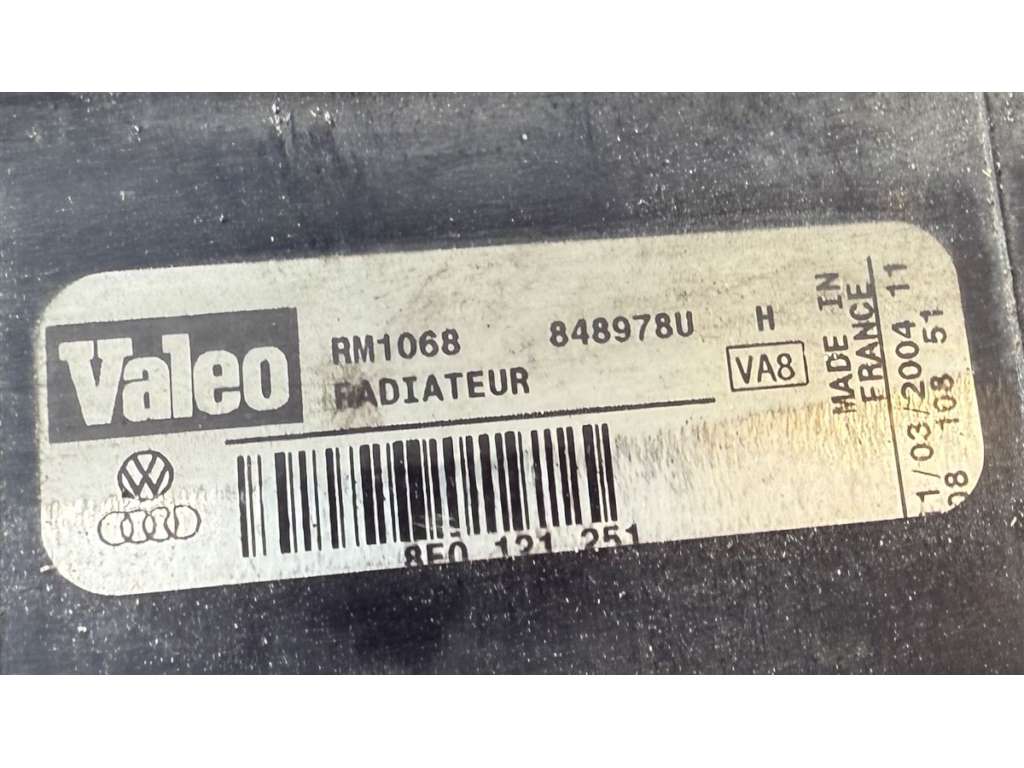 Valeo
RM1068 848978U H
RADIATEUR VA8
8E0 121 251
MADE IN
FRANCE
1/03/2004 11
08 108 51